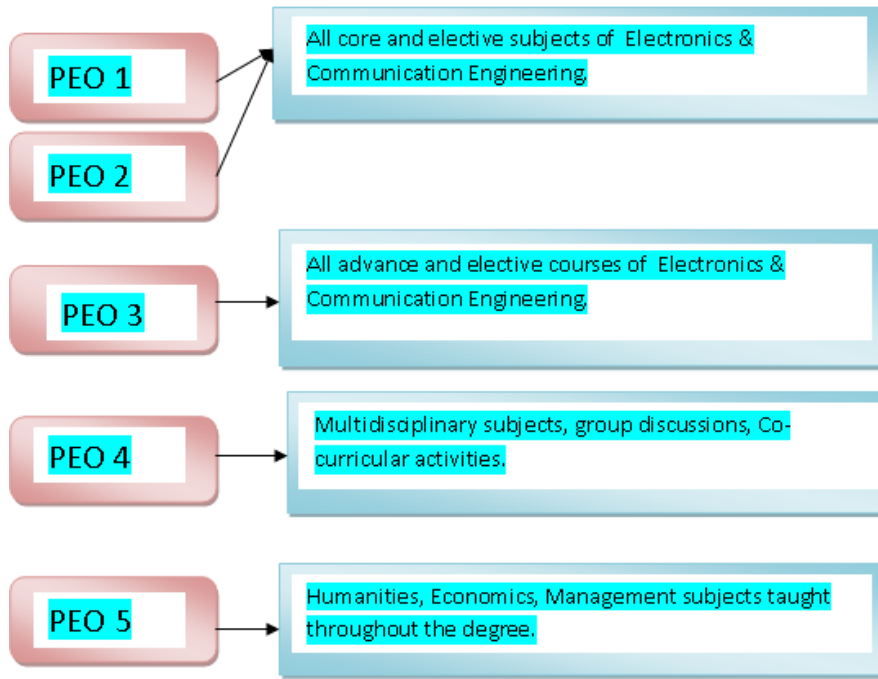 PEO 1
All core and elective subjects of Electronics &
Communication Engineering.
PEO 2
PEO 3
All advance and elective courses of Electronics &
Communication Engineering.
PEO 4
Multidisciplinary subjects, group discussions, Co-
curricular activities.
PEO 5
Humanities, Economics, Management subjects taught
throughout the degree.